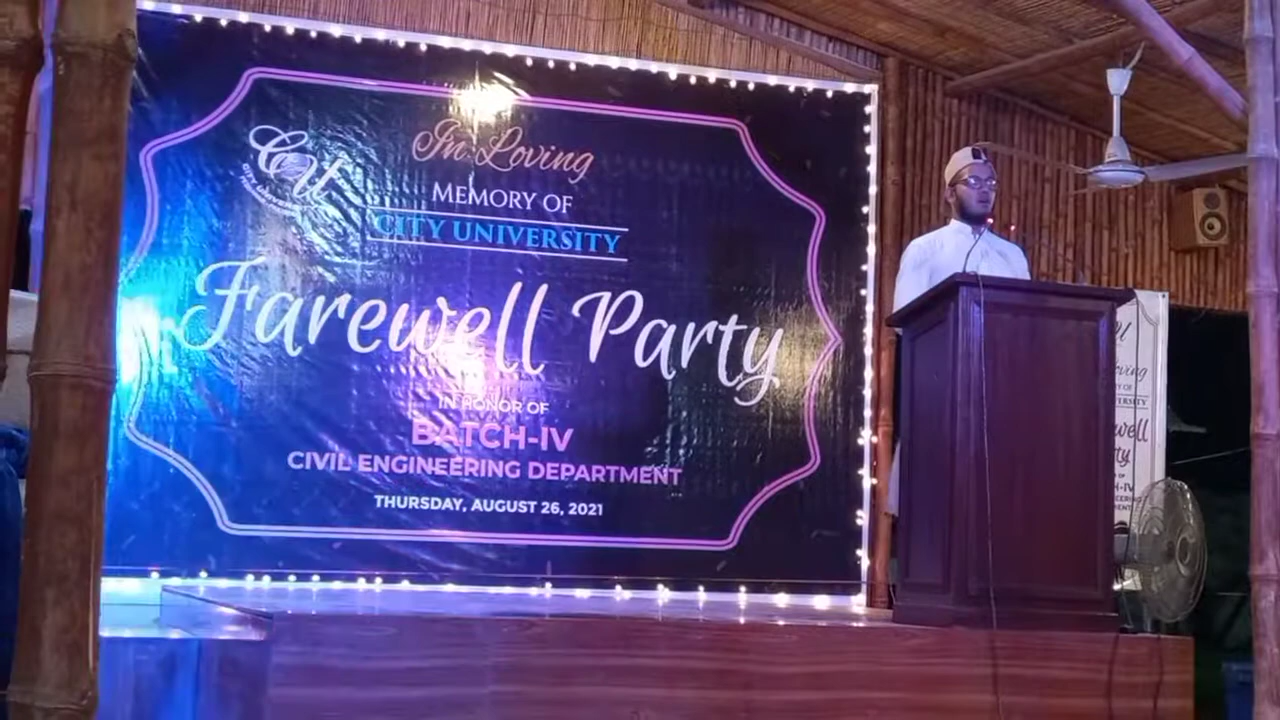 CU
In Loving
MEMORY OF
CITY UNIVERSITY
Farewell Party
IN HONOR OF
BATCH-IV
CIVIL ENGINEERING DEPARTMENT
THURSDAY, AUGUST 26, 2021